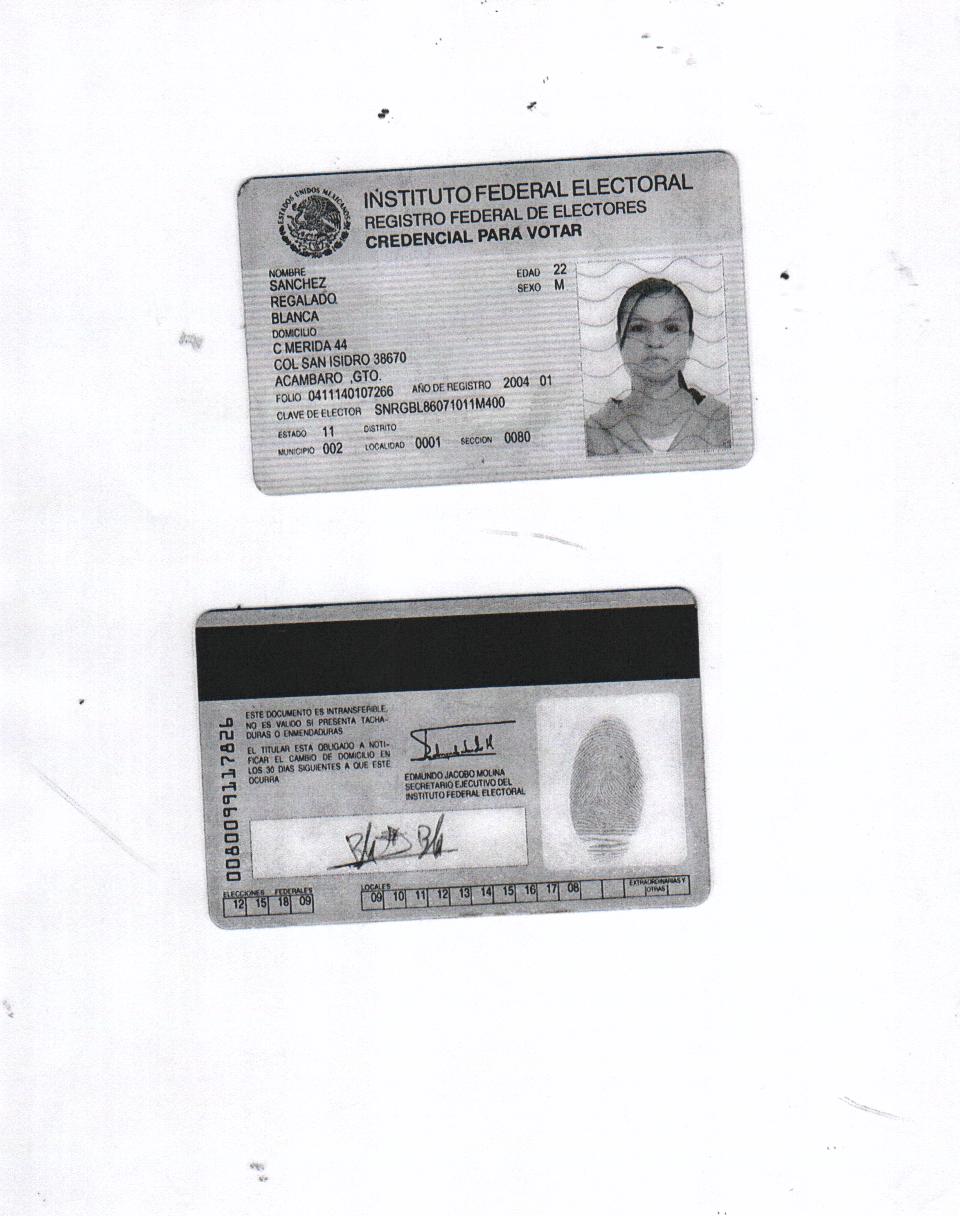 ESTADOS UNIDOS MEXICANOS
INSTITUTO FEDERAL ELECTORAL
REGISTRO FEDERAL DE ELECTORES
CREDENCIAL PARA VOTAR
NOMBRE
SANCHEZ
REGALADO
BLANCA
EDAD 22
SEXO M
DOMICILIO
C MERIDA 44
COL SAN ISIDRO 38670
ACAMBARO ,GTO.
FOLIO 0411140107266 AÑO DE REGISTRO 2004 01
CLAVE DE ELECTOR SNRGBL86071011M400
ESTADO 11 DISTRITO
MUNICIPIO 002 LOCALIDAD 0001 SECCION 0080
0080099117826
ESTE DOCUMENTO ES INTRANSFERIBLE,
NO ES VALIDO SI PRESENTA TACHA-
DURAS O ENMENDADURAS
EL TITULAR ESTA OBLIGADO A NOTI-
FICAR EL CAMBIO DE DOMICILIO EN
LOS 30 DIAS SIGUIENTES A QUE ESTE
OCURRA
EDMUNDO JACOBO MOLINA
SECRETARIO EJECUTIVO DEL
INSTITUTO FEDERAL ELECTORAL
ELECCIONES FEDERALES
12 15 18 09
LOCALES
09 10 11 12 13 14 15 16 17 08
EXTRAORDINARIAS Y
OTRAS